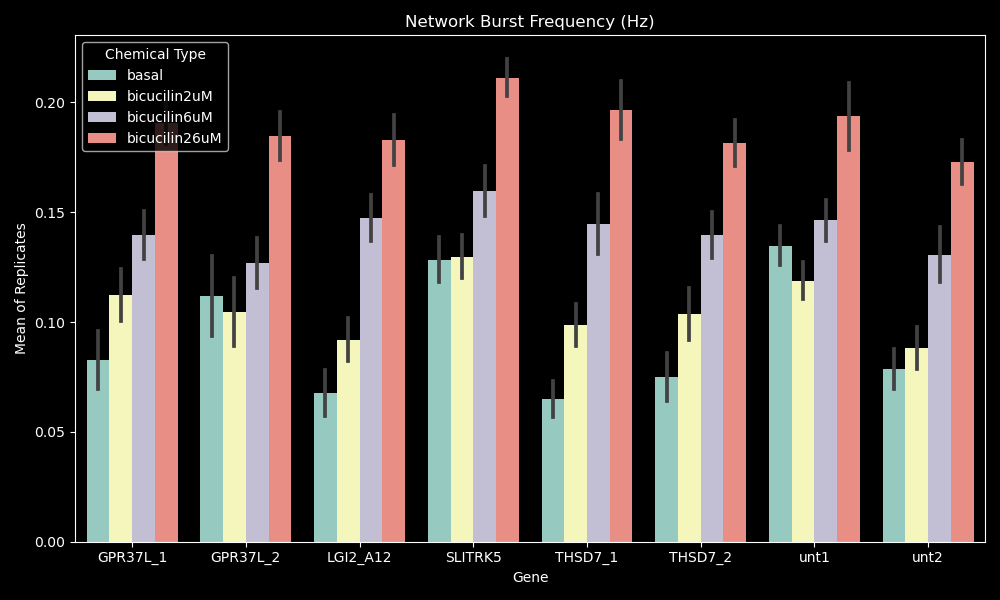 Network Burst Frequency (Hz)
Chemical Type
basal
bicucilin2uM
bicucilin6uM
bicucilin26uM
Mean of Replicates
0.20
0.15
0.10
0.05
0.00
GPR37L_1 GPR37L_2 LGI2_A12 SLITRK5 THSD7_1 THSD7_2 unt1 unt2
Gene